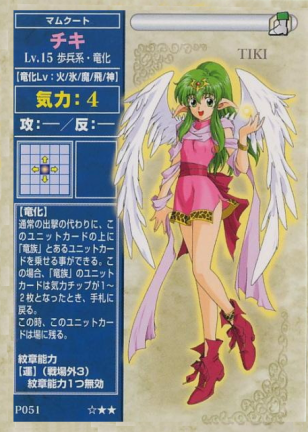 マムクート
チキ
TIKI
Lv.15 歩兵系・竜化
【竜化Lv：火/氷/魔/飛/神】
気力：4
攻：―／反：―
【竜化】
通常の出撃の代わりに、こ
のユニットカードの上に
「竜族」とあるユニットカー
ドを乗せる事ができる。こ
の場合、「竜族」のユニット
カードは気力チップが1～
2枚となったとき、手札に
戻る。
この時、このユニットカー
ドは場に残る。
紋章能力
【運】（戦場外3）
紋章能力1つ無効
P051
☆★★